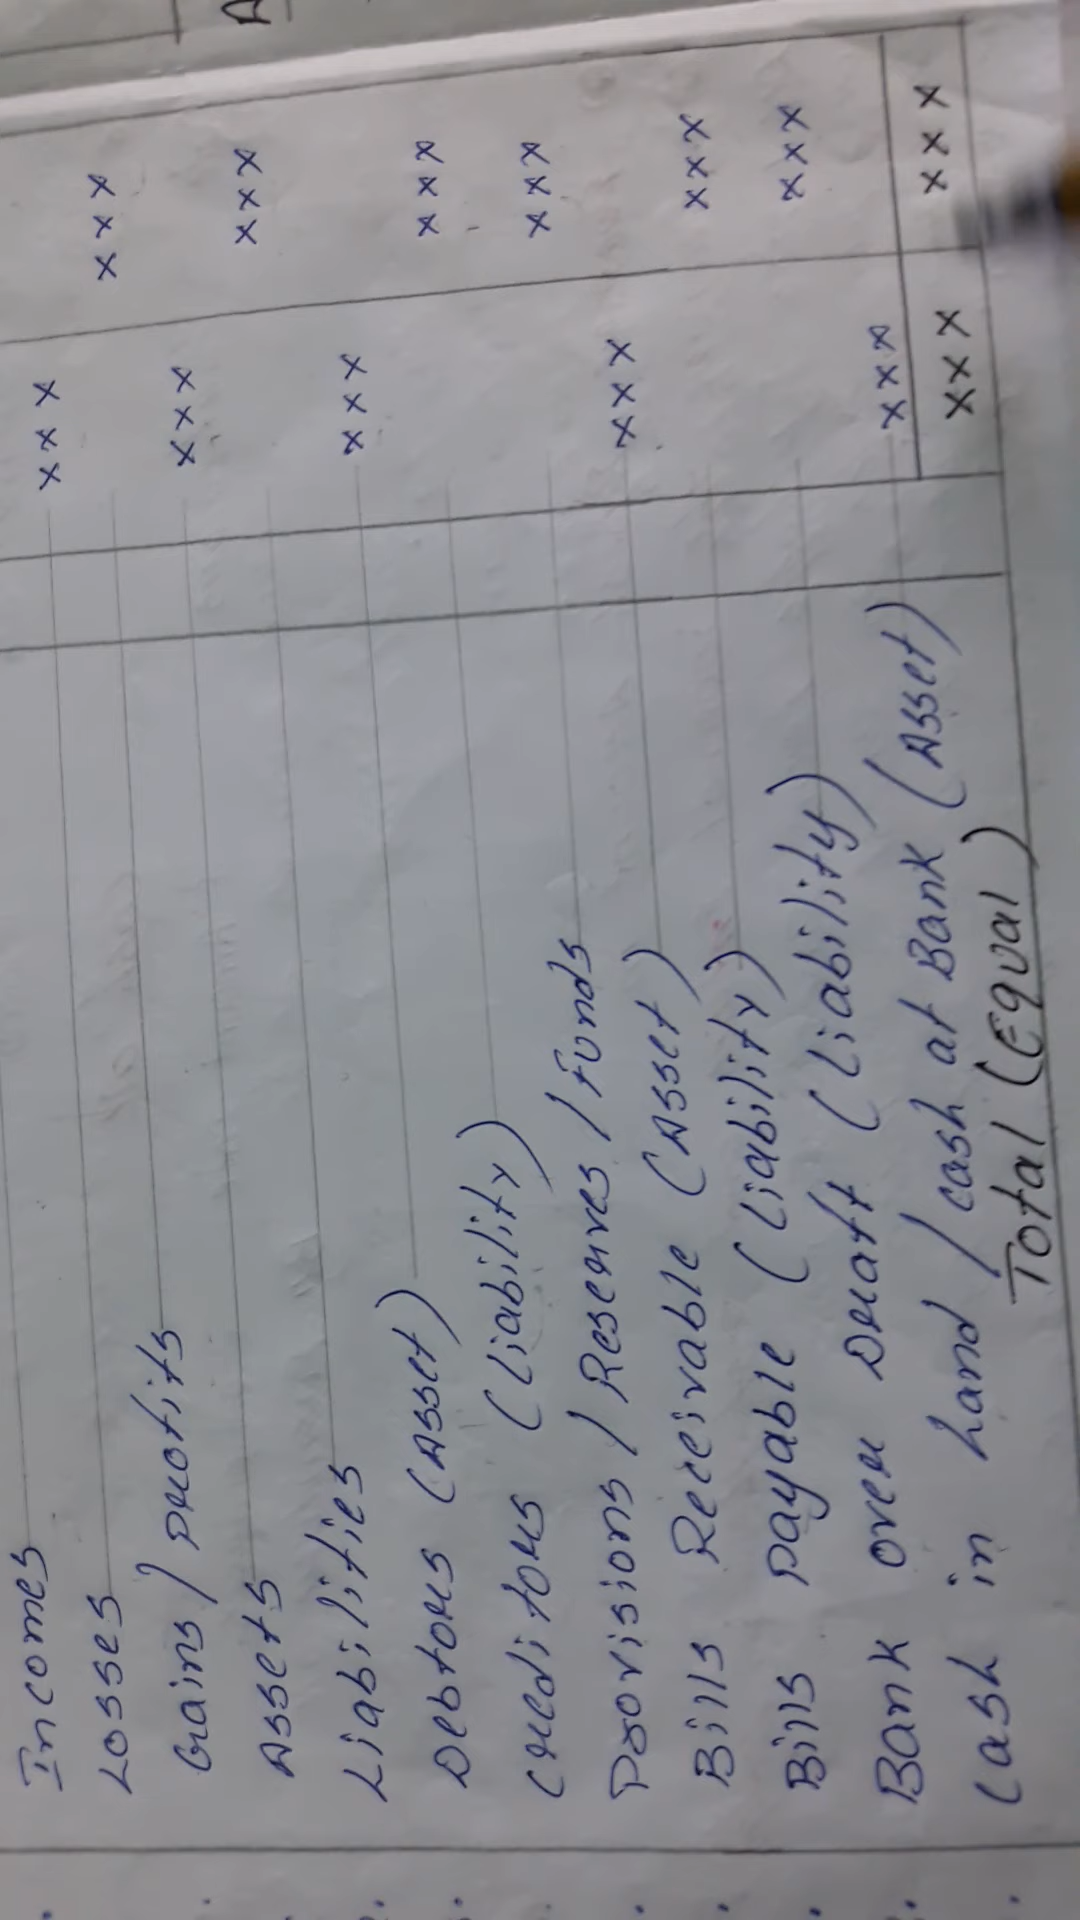 Incomes
Losses xxx
Gains / profits xxx
Assets xxx
Liabilities xxx
Debtors (Asset) xxx
Creditors (Liability) xxx
Provisions / Reserves / Funds xxx
Bills Receivable (Asset) xxx
Bills payable (Liability) xxx
Bank over Draft (Liability) xxx
Cash in hand / cash at Bank (Asset) xxx
Total (Equal) xxx xxx